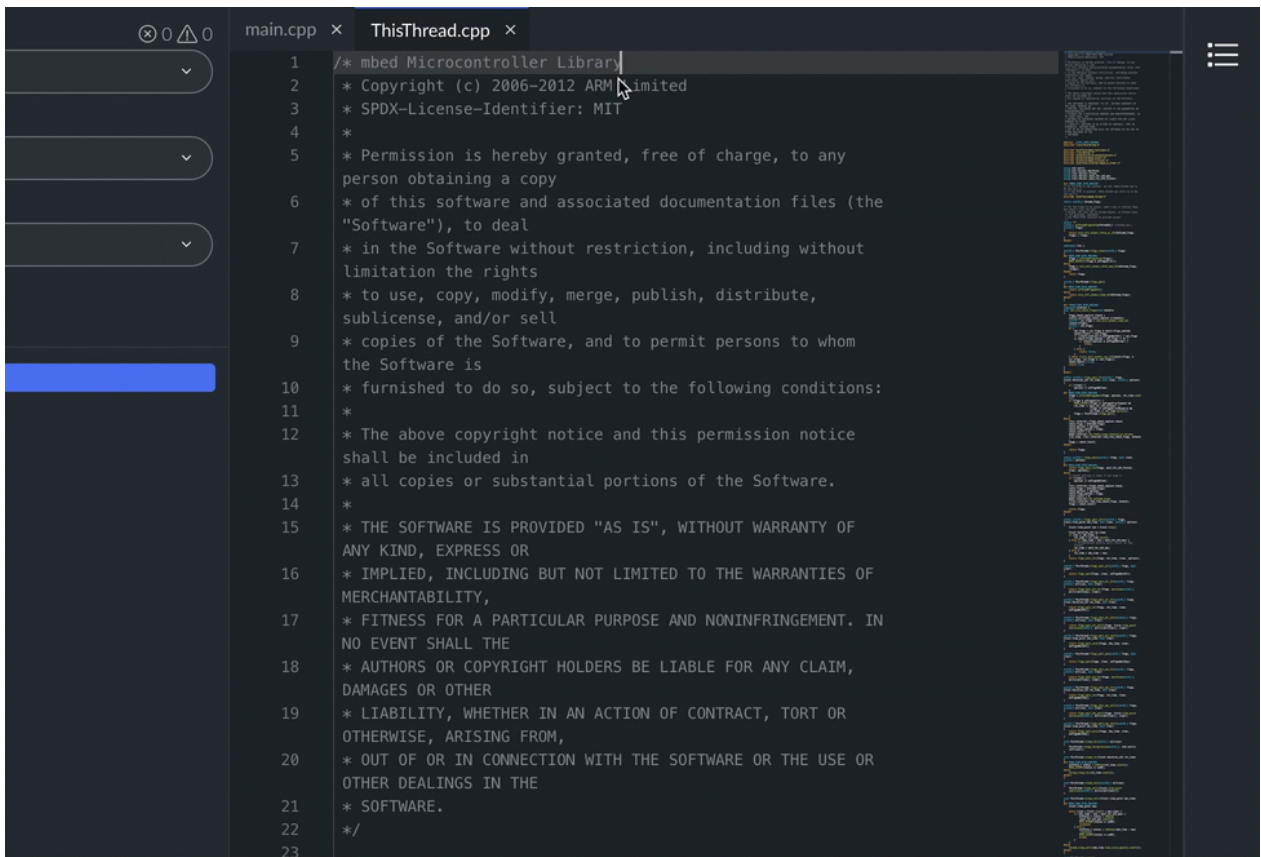 0 0
main.cpp × ThisThread.cpp ×
1 /* mbed Microcontroller Library
2 * Copyright (c) 2006-2012 ARM Limited
3 * SPDX-License-Identifier: MIT
4 *
5 * Permission is hereby granted, free of charge, to any
person obtaining a copy
6 * of this software and associated documentation files (the
"Software"), to deal
7 * in the Software without restriction, including without
limitation the rights
8 * to use, copy, modify, merge, publish, distribute,
sublicense, and/or sell
9 * copies of the Software, and to permit persons to whom
the Software is
10 * furnished to do so, subject to the following conditions:
11 *
12 * The above copyright notice and this permission notice
shall be included in
13 * all copies or substantial portions of the Software.
14 *
15 * THE SOFTWARE IS PROVIDED "AS IS", WITHOUT WARRANTY OF
ANY KIND, EXPRESS OR
16 * IMPLIED, INCLUDING BUT NOT LIMITED TO THE WARRANTIES OF
MERCHANTABILITY,
17 * FITNESS FOR A PARTICULAR PURPOSE AND NONINFRINGEMENT. IN
NO EVENT SHALL THE
18 * AUTHORS OR COPYRIGHT HOLDERS BE LIABLE FOR ANY CLAIM,
DAMAGES OR OTHER
19 * LIABILITY, WHETHER IN AN ACTION OF CONTRACT, TORT OR
OTHERWISE, ARISING FROM,
20 * OUT OF OR IN CONNECTION WITH THE SOFTWARE OR THE USE OR
OTHER DEALINGS IN THE
21 * SOFTWARE.
22 */
23